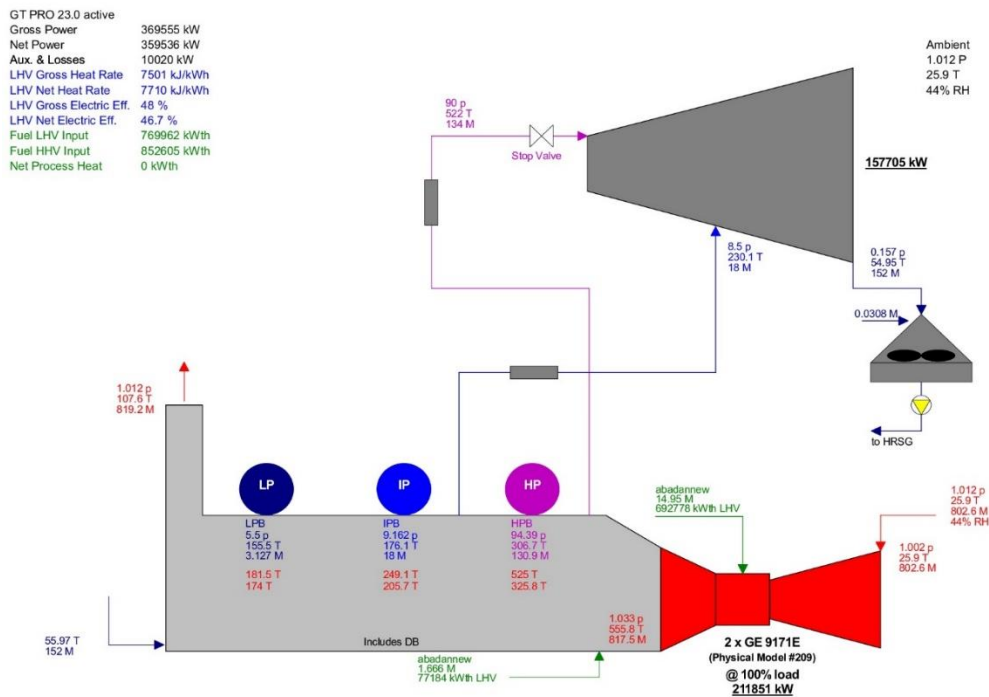 GT PRO 23.0 active
Gross Power 369555 kW
Net Power 359536 kW
Aux. & Losses 10020 kW
LHV Gross Heat Rate 7501 kJ/kWh
LHV Net Heat Rate 7710 kJ/kWh
LHV Gross Electric Eff. 48 %
LHV Net Electric Eff. 46.7 %
Fuel LHV Input 769962 kWth
Fuel HHV Input 852605 kWth
Net Process Heat 0 kWth
Ambient
1.012 P
25.9 T
44% RH
90 p
522 T
134 M
Stop Valve
157705 kW
8.5 p
230.1 T
18 M
0.157 p
54.95 T
152 M
0.0308 M
to HRSG
1.012 p
107.6 T
819.2 M
LP
IP
HP
LPB
5.5 p
155.5 T
3.127 M
181.5 T
174 T
IPB
9.162 p
176.1 T
18 M
249.1 T
205.7 T
HPB
94.39 p
306.7 T
130.9 M
525 T
325.8 T
abadannew
14.95 M
692778 kWth LHV
1.012 p
25.9 T
802.6 M
44% RH
1.002 p
25.9 T
802.6 M
1.033 p
555.8 T
817.5 M
Includes DB
55.97 T
152 M
abadannew
1.666 M
77184 kWth LHV
2 x GE 9171E
(Physical Model #209)
@ 100% load
211851 kW